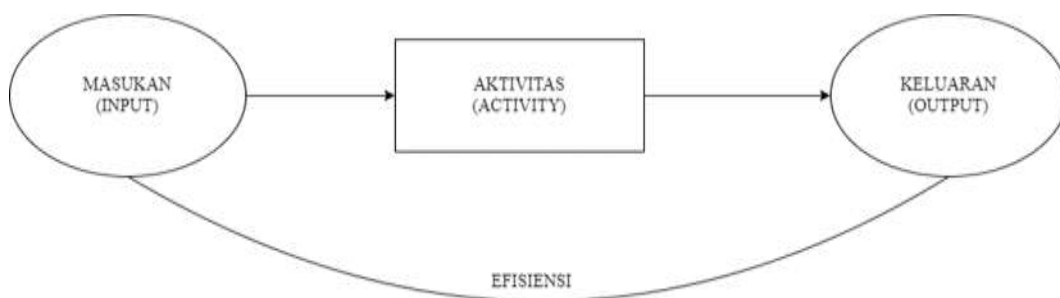 MASUKAN
(INPUT)
AKTIVITAS
(ACTIVITY)
KELUARAN
(OUTPUT)
EFISIENSI